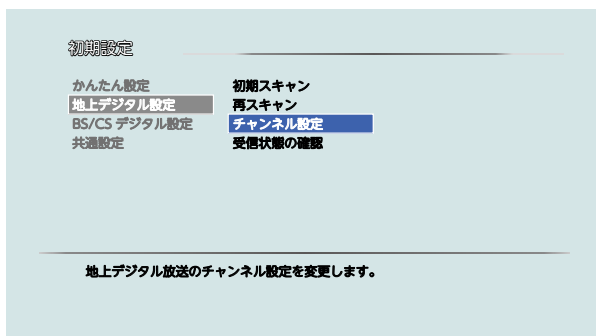 初期設定
かんたん設定
地上デジタル設定
BS/CS デジタル設定
共通設定
初期スキャン
再スキャン
チャンネル設定
受信状態の確認
地上デジタル放送のチャンネル設定を変更します。